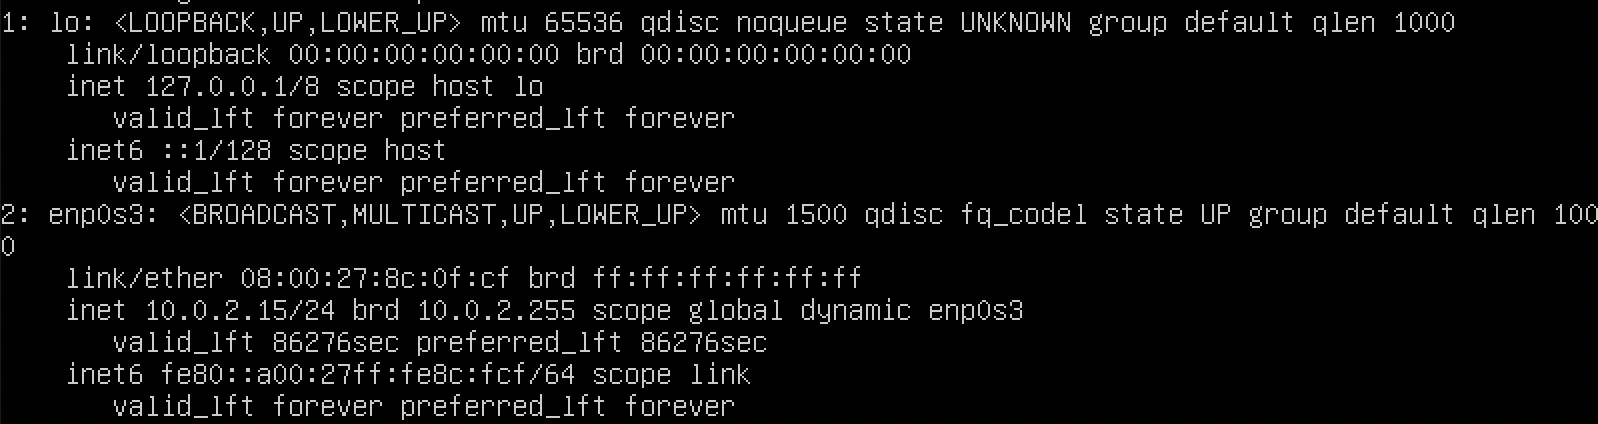 1: lo: <LOOPBACK,UP,LOWER_UP> mtu 65536 qdisc noqueue state UNKNOWN group default qlen 1000
    link/loopback 00:00:00:00:00:00 brd 00:00:00:00:00:00
    inet 127.0.0.1/8 scope host lo
       valid_lft forever preferred_lft forever
    inet6 ::1/128 scope host
       valid_lft forever preferred_lft forever
2: enp0s3: <BROADCAST,MULTICAST,UP,LOWER_UP> mtu 1500 qdisc fq_codel state UP group default qlen 100
0
    link/ether 08:00:27:8c:0f:cf brd ff:ff:ff:ff:ff:ff
    inet 10.0.2.15/24 brd 10.0.2.255 scope global dynamic enp0s3
       valid_lft 86276sec preferred_lft 86276sec
    inet6 fe80::a00:27ff:fe8c:fcf/64 scope link
       valid_lft forever preferred_lft forever